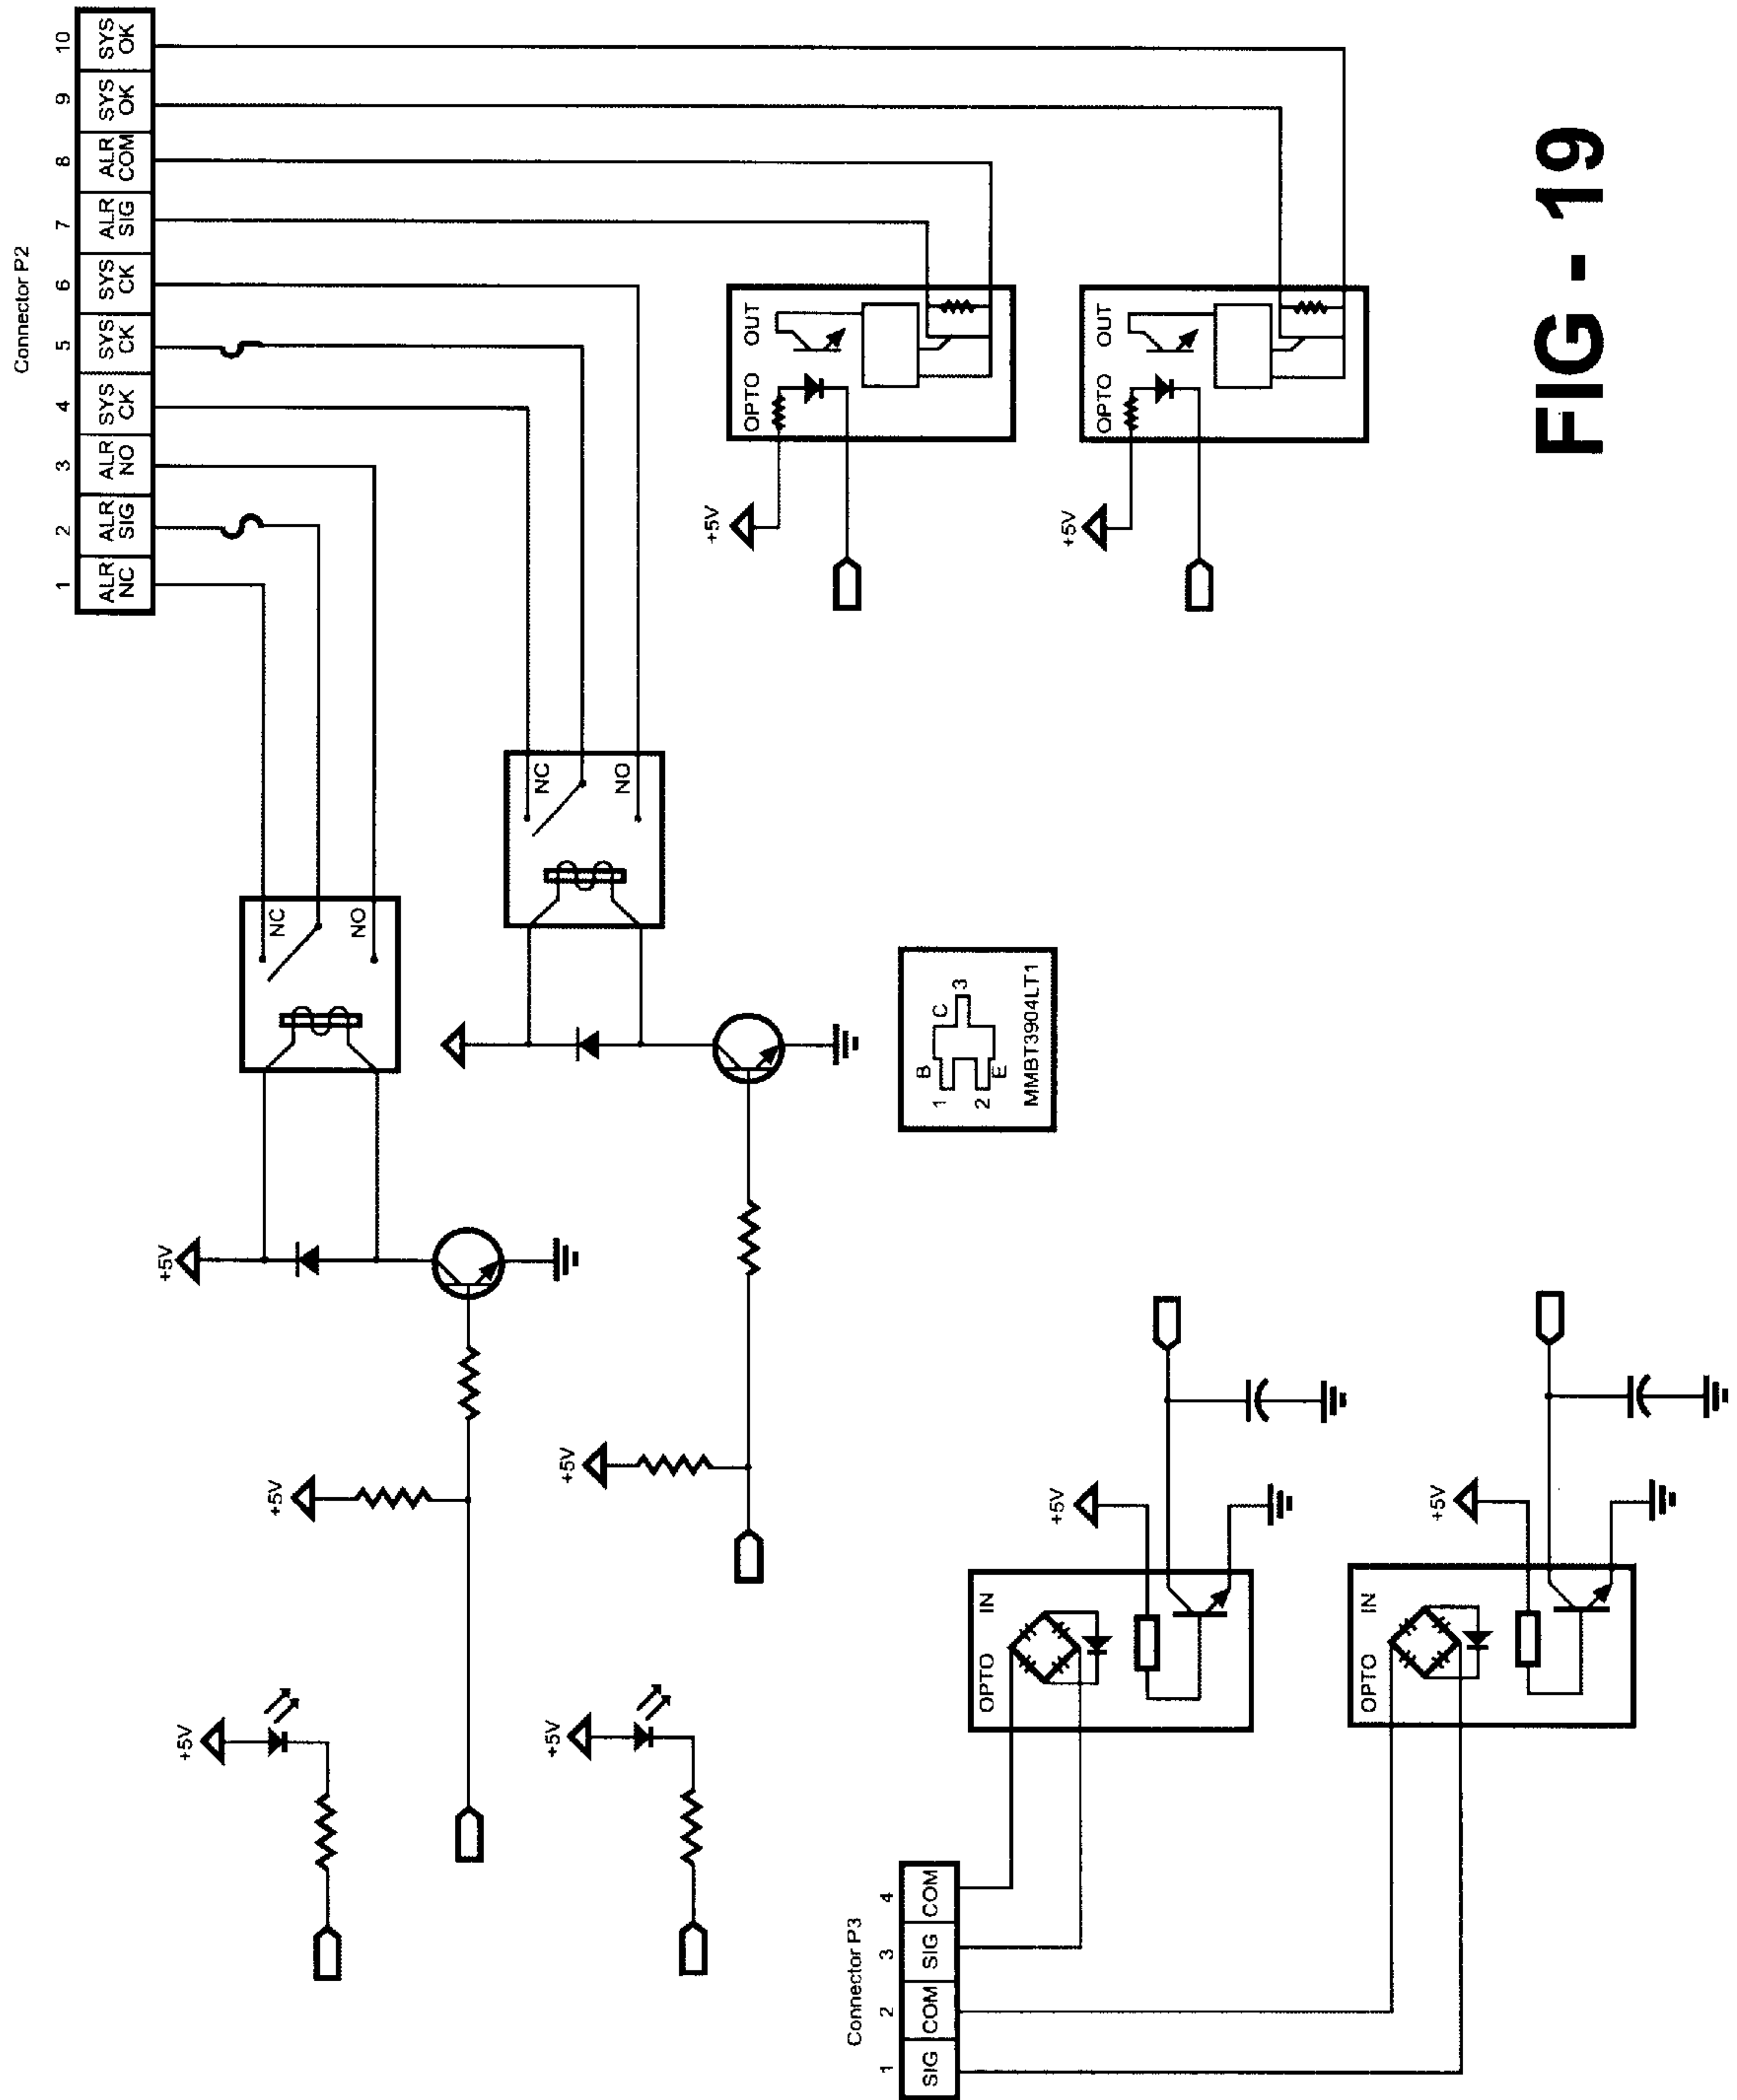 Connector P2
1 2 3 4 5 6 7 8 9 10
ALR NC
ALR SIG
ALR NO
SYS CK
SYS CK
SYS CK
ALR SIG
ALR COM
SYS OK
SYS OK
NC
NO
NC
NO
+5V
+5V
+5V
+5V
+5V
+5V
OPTO OUT
+5V
OPTO OUT
B
C
1
3
2
E
MMBT3904LT1
Connector P3
1 2 3 4
SIG
COM
SIG
COM
OPTO IN
+5V
OPTO IN
+5V
FIG - 19